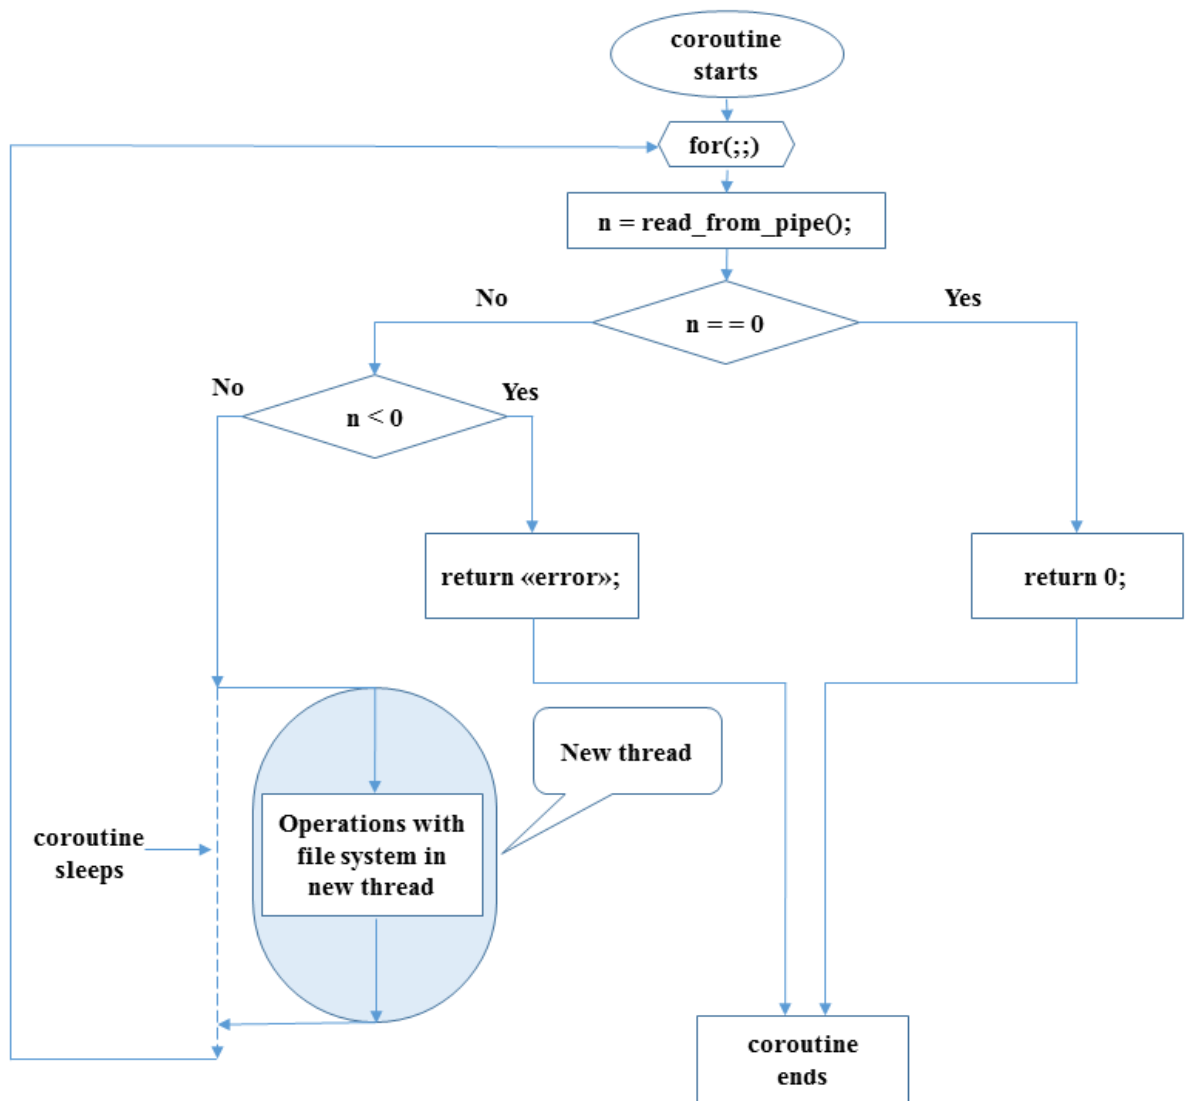 coroutine
starts
for(;;)
n = read_from_pipe();
No
Yes
n = = 0
No
Yes
n < 0
return «error»;
return 0;
New thread
Operations with
file system in
new thread
coroutine
sleeps
coroutine
ends